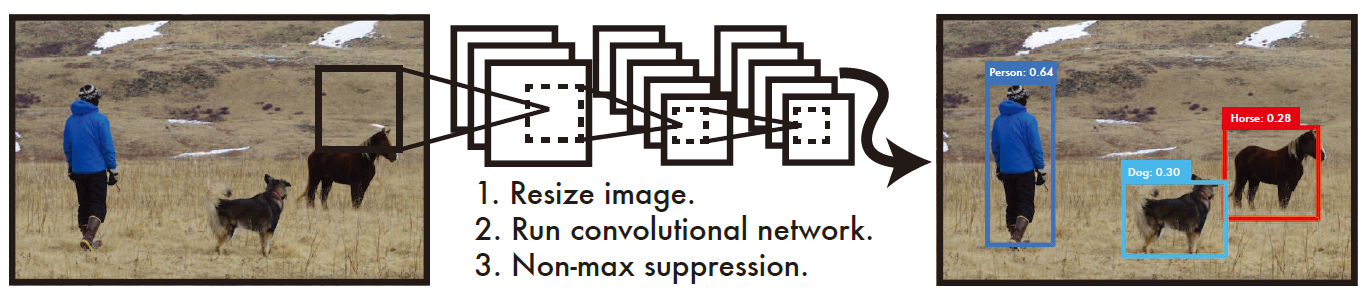 1. Resize image.
2. Run convolutional network.
3. Non-max suppression.
Person: 0.64
Horse: 0.28
Dog: 0.30